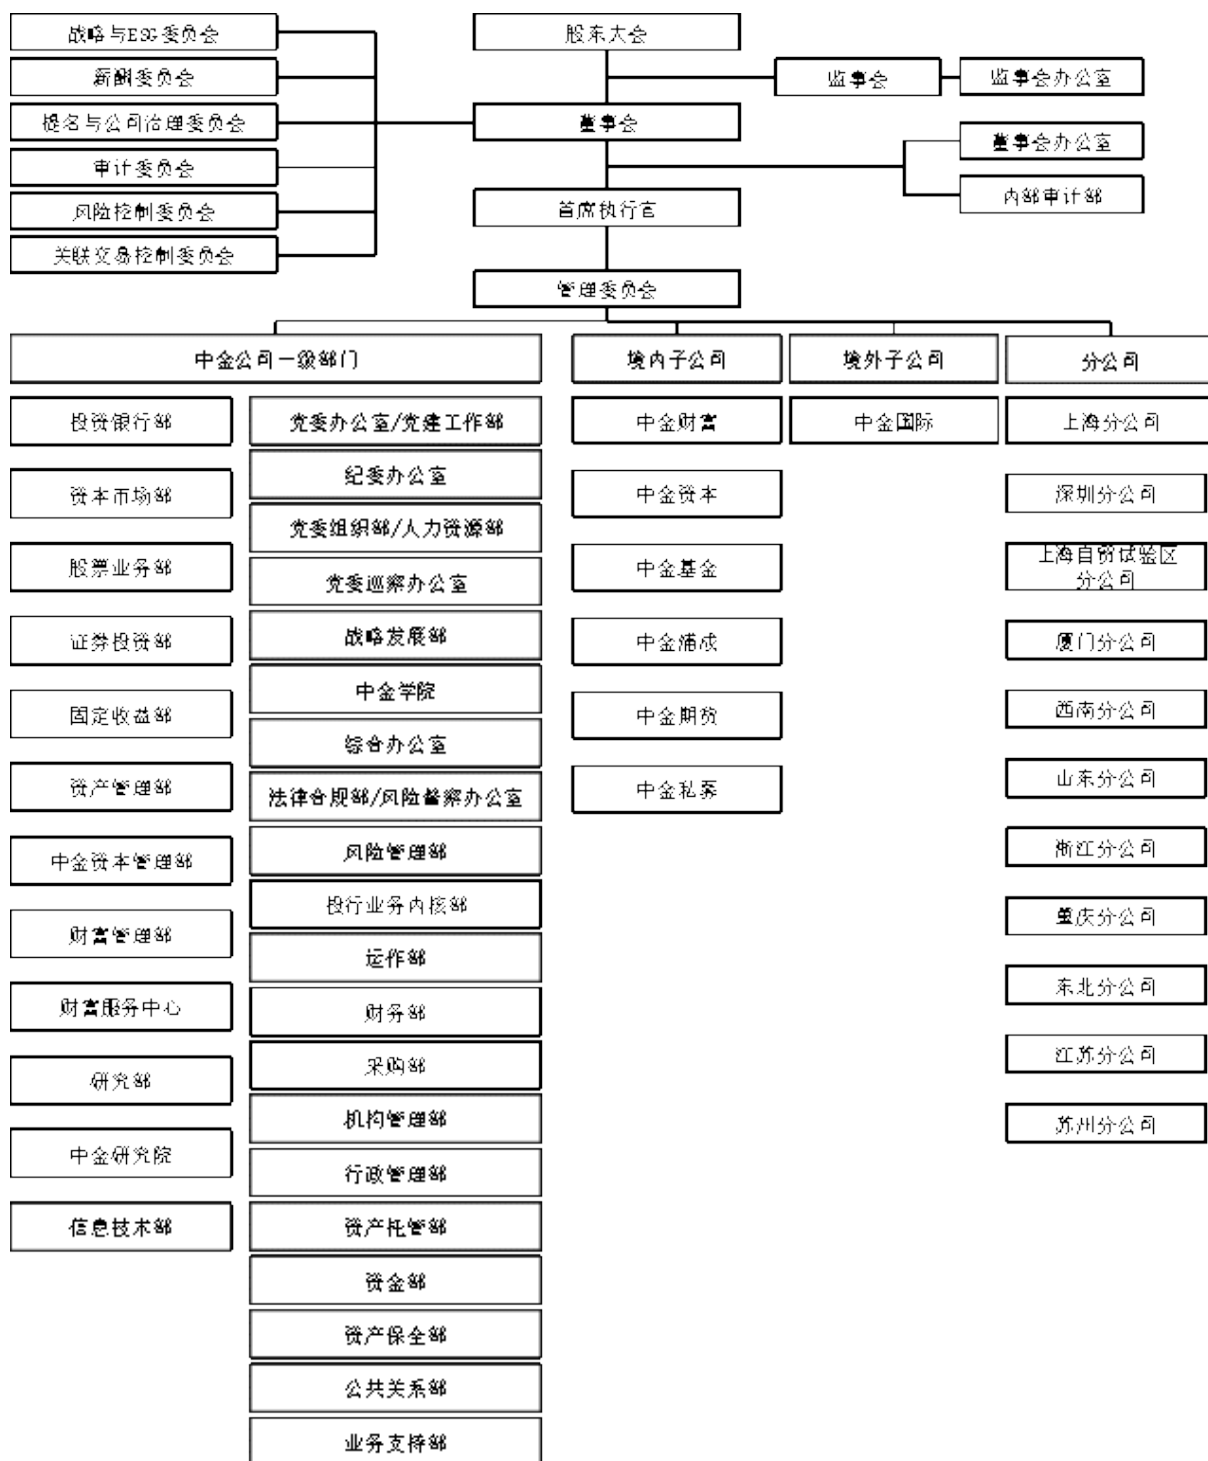 战略与ESG委员会
薪酬委员会
提名与公司治理委员会
审计委员会
风险控制委员会
关联交易控制委员会
股东大会
监事会
监事会办公室
董事会
董事会办公室
内部审计部
首席执行官
管理委员会
中金公司一级部门
投资银行部
资本市场部
股票业务部
证券投资部
固定收益部
资产管理部
中金资本管理部
财富管理部
财富服务中心
研究部
中金研究院
信息技术部
党委办公室/党建工作部
纪委办公室
党委组织部/人力资源部
党委巡察办公室
战略发展部
中金学院
综合办公室
法律合规部/风险督察办公室
风险管理部
投行业务内核部
运作部
财务部
采购部
机构管理部
行政管理部
资产托管部
资金部
资产保全部
公共关系部
业务支持部
境内子公司
中金财富
中金资本
中金基金
中金浦成
中金期货
中金私募
境外子公司
中金国际
分公司
上海分公司
深圳分公司
上海自贸试验区
分公司
厦门分公司
西南分公司
山东分公司
浙江分公司
重庆分公司
东北分公司
江苏分公司
苏州分公司